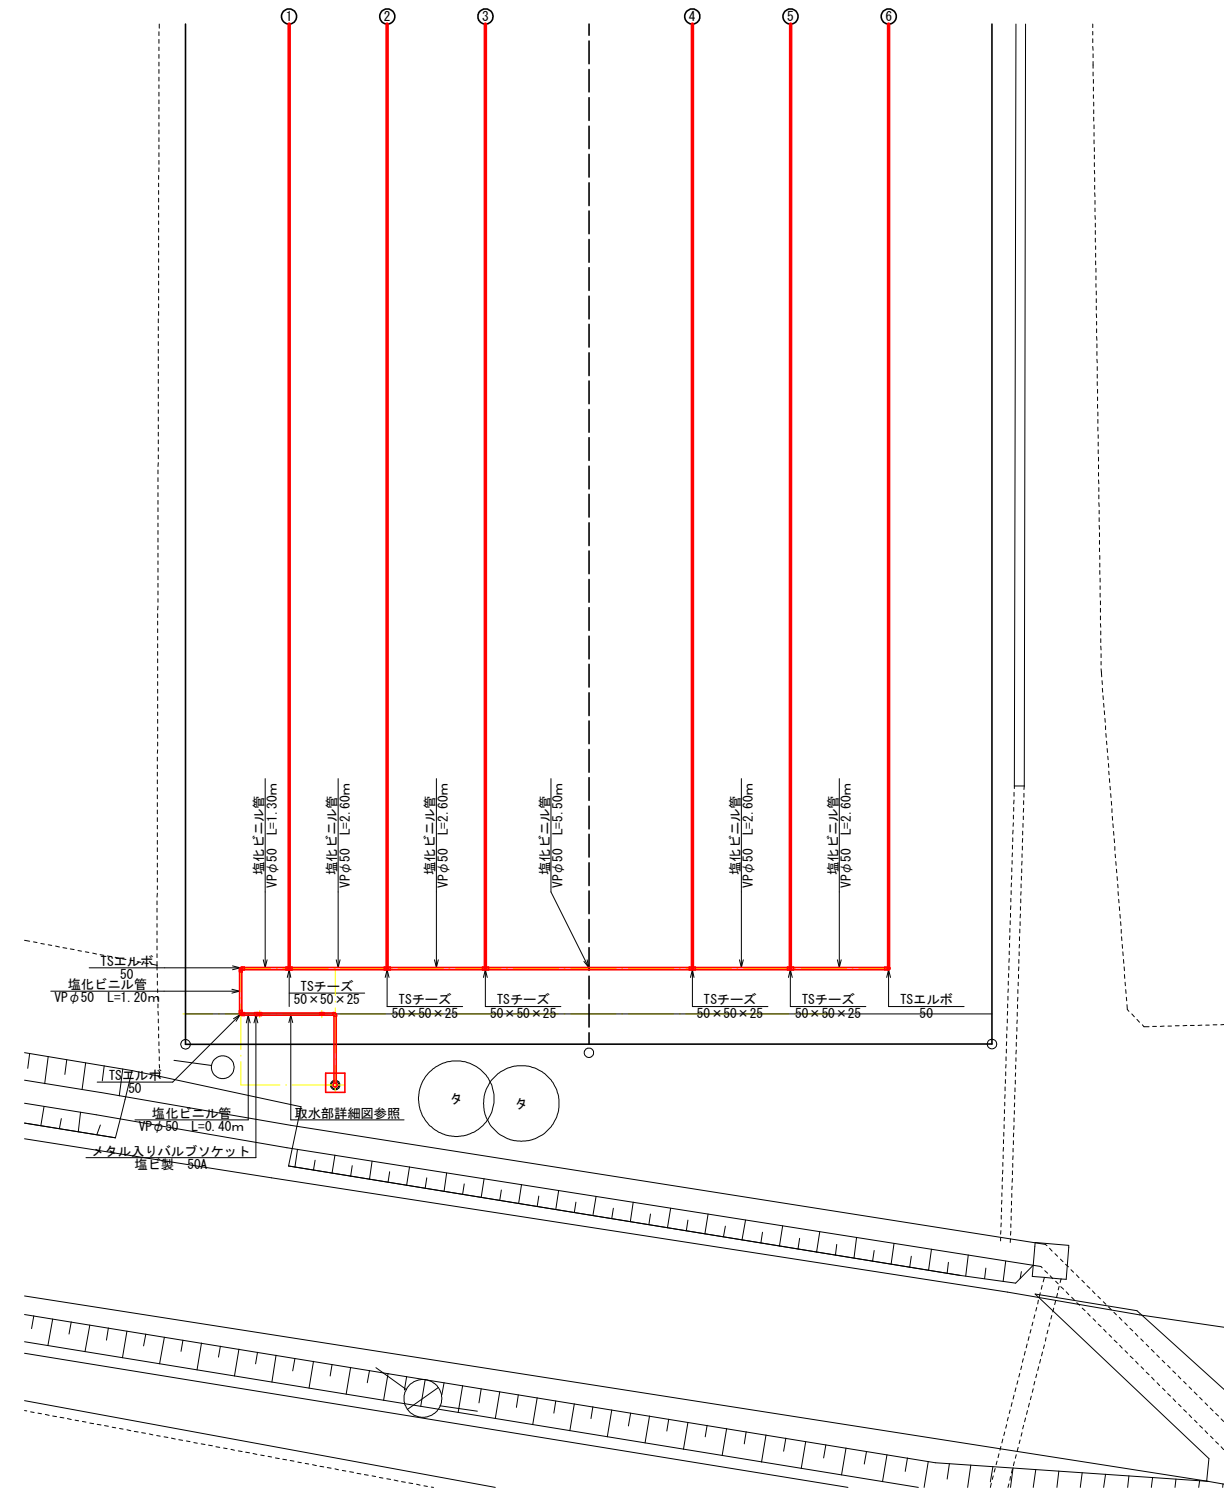 ①
②
③
④
⑤
⑥
塩化ビニル管
VPφ50 L=1.30m
塩化ビニル管
VPφ50 L=2.60m
塩化ビニル管
VPφ50 L=2.60m
塩化ビニル管
VPφ50 L=5.50m
塩化ビニル管
VPφ50 L=2.60m
塩化ビニル管
VPφ50 L=2.60m
TSエルボ
50
塩化ビニル管
VPφ50 L=1.20m
TSチーズ
50×50×25
TSチーズ
50×50×25
TSチーズ
50×50×25
TSチーズ
50×50×25
TSチーズ
50×50×25
TSエルボ
50
TSエルボ
50
塩化ビニル管
VPφ50 L=0.40m
取水部詳細図参照
メタル入りバルブソケット
塩ビ製 50A
タ
タ